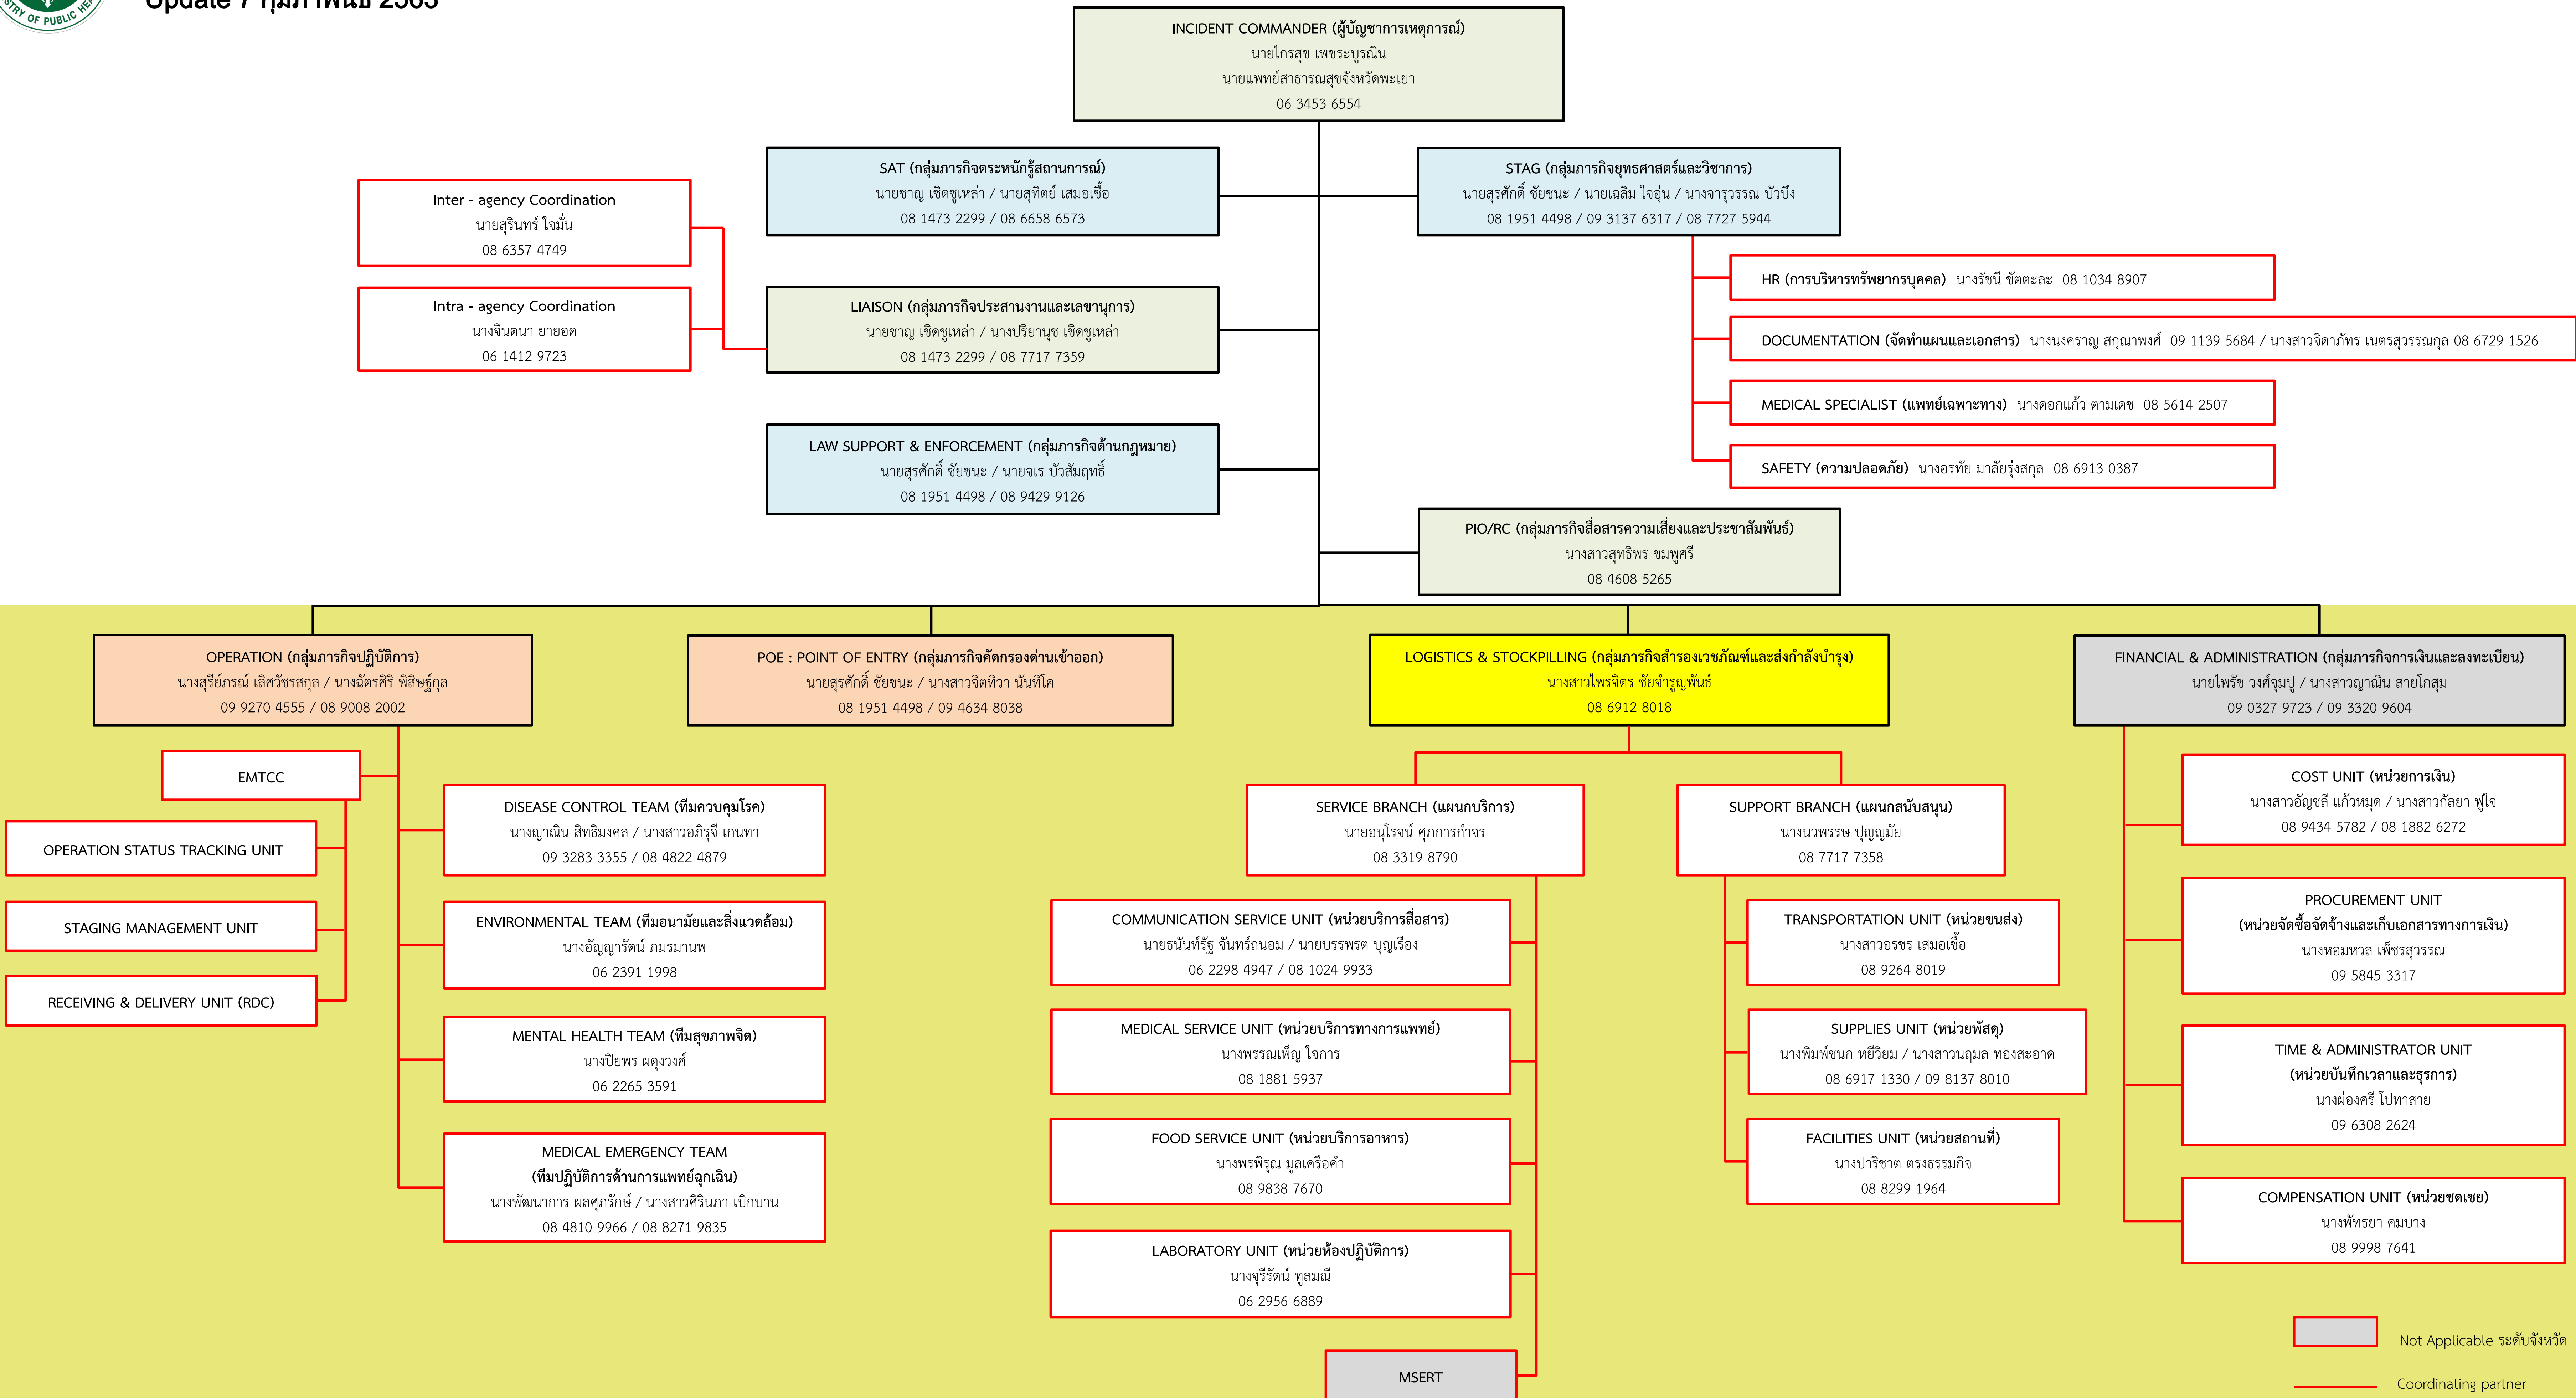 MINISTRY OF PUBLIC HEA
Update 7 กุมภาพันธ์ 2563
INCIDENT COMMANDER (ผู้บัญชาการเหตุการณ์)
นายไกรสุข เพชระบูรณิน
นายแพทย์สาธารณสุขจังหวัดพะเยา
06 3453 6554
SAT (กลุ่มภารกิจตระหนักรู้สถานการณ์)
นายชาญ เชิดชูเหล่า / นายสุทิตย์ เสมอเชื้อ
08 1473 2299 / 08 6658 6573
STAG (กลุ่มภารกิจยุทธศาสตร์และวิชาการ)
นายสุรศักดิ์ ชัยชนะ / นายเฉลิม ใจอุ่น / นางจารุวรรณ บัวบึง
08 1951 4498 / 09 3137 6317 / 08 7727 5944
Inter - agency Coordination
นายสุรินทร์ ใจมั่น
08 6357 4749
Intra - agency Coordination
นางจินตนา ยายอด
06 1412 9723
LIAISON (กลุ่มภารกิจประสานงานและเลขานุการ)
นายชาญ เชิดชูเหล่า / นางปรียานุช เชิดชูเหล่า
08 1473 2299 / 08 7717 7359
HR (การบริหารทรัพยากรบุคคล) นางรัชนี ขัตตะละ 08 1034 8907
DOCUMENTATION (จัดทำแผนและเอกสาร) นางนงคราญ สกุณาพงศ์ 09 1139 5684 / นางสาวจิดาภัทร เนตรสุวรรณกุล 08 6729 1526
MEDICAL SPECIALIST (แพทย์เฉพาะทาง) นางดอกแก้ว ตามเดช 08 5614 2507
SAFETY (ความปลอดภัย) นางอรทัย มาลัยรุ่งสกุล 08 6913 0387
LAW SUPPORT & ENFORCEMENT (กลุ่มภารกิจด้านกฎหมาย)
นายสุรศักดิ์ ชัยชนะ / นายจเร บัวสัมฤทธิ์
08 1951 4498 / 08 9429 9126
PIO/RC (กลุ่มภารกิจสื่อสารความเสี่ยงและประชาสัมพันธ์)
นางสาวสุทธิพร ชมพูศรี
08 4608 5265
OPERATION (กลุ่มภารกิจปฏิบัติการ)
นางสุรีย์ภรณ์ เลิศวัชรสกุล / นางฉัตรศิริ พิสิษฐ์กุล
09 9270 4555 / 08 9008 2002
POE : POINT OF ENTRY (กลุ่มภารกิจคัดกรองด่านเข้าออก)
นายสุรศักดิ์ ชัยชนะ / นางสาวจิตทิวา นันทิโค
08 1951 4498 / 09 4634 8038
LOGISTICS & STOCKPILLING (กลุ่มภารกิจสำรองเวชภัณฑ์และส่งกำลังบำรุง)
นางสาวไพรจิตร ชัยจำรูญพันธ์
08 6912 8018
FINANCIAL & ADMINISTRATION (กลุ่มภารกิจการเงินและลงทะเบียน)
นายไพรัช วงศ์จุมปู / นางสาวญาณิน สายโกสุม
09 0327 9723 / 09 3320 9604
EMTCC
OPERATION STATUS TRACKING UNIT
STAGING MANAGEMENT UNIT
RECEIVING & DELIVERY UNIT (RDC)
DISEASE CONTROL TEAM (ทีมควบคุมโรค)
นางญาณิน สิทธิมงคล / นางสาวอภิรุจี เกนทา
09 3283 3355 / 08 4822 4879
ENVIRONMENTAL TEAM (ทีมอนามัยและสิ่งแวดล้อม)
นางอัญญารัตน์ ภมรมานพ
06 2391 1998
MENTAL HEALTH TEAM (ทีมสุขภาพจิต)
นางปิยพร ผดุงวงศ์
06 2265 3591
MEDICAL EMERGENCY TEAM
(ทีมปฏิบัติการด้านการแพทย์ฉุกเฉิน)
นางพัฒนาการ ผลศุภรักษ์ / นางสาวศิรินภา เบิกบาน
08 4810 9966 / 08 8271 9835
SERVICE BRANCH (แผนกบริการ)
นายอนุโรจน์ ศุภการกำจร
08 3319 8790
COMMUNICATION SERVICE UNIT (หน่วยบริการสื่อสาร)
นายธนันท์รัฐ จันทร์ถนอม / นายบรรพรต บุญเรือง
06 2298 4947 / 08 1024 9933
MEDICAL SERVICE UNIT (หน่วยบริการทางการแพทย์)
นางพรรณเพ็ญ ใจการ
08 1881 5937
FOOD SERVICE UNIT (หน่วยบริการอาหาร)
นางพรพิรุณ มูลเครือคำ
08 9838 7670
LABORATORY UNIT (หน่วยห้องปฏิบัติการ)
นางจุรีรัตน์ ทูลมณี
06 2956 6889
MSERT
SUPPORT BRANCH (แผนกสนับสนุน)
นางนวพรรษ ปุญญมัย
08 7717 7358
TRANSPORTATION UNIT (หน่วยขนส่ง)
นางสาวอรชร เสมอเชื้อ
08 9264 8019
SUPPLIES UNIT (หน่วยพัสดุ)
นางพิมพ์ชนก หยีวิยม / นางสาวนฤมล ทองสะอาด
08 6917 1330 / 09 8137 8010
FACILITIES UNIT (หน่วยสถานที่)
นางปาริชาต ตรงธรรมกิจ
08 8299 1964
COST UNIT (หน่วยการเงิน)
นางสาวอัญชลี แก้วหมุด / นางสาวกัลยา ฟูใจ
08 9434 5782 / 08 1882 6272
PROCUREMENT UNIT
(หน่วยจัดซื้อจัดจ้างและเก็บเอกสารทางการเงิน)
นางหอมหวล เพ็ชรสุวรรณ
09 5845 3317
TIME & ADMINISTRATOR UNIT
(หน่วยบันทึกเวลาและธุรการ)
นางผ่องศรี โปทาสาย
09 6308 2624
COMPENSATION UNIT (หน่วยชดเชย)
นางพัทธยา คมบาง
08 9998 7641
Not Applicable ระดับจังหวัด
Coordinating partner